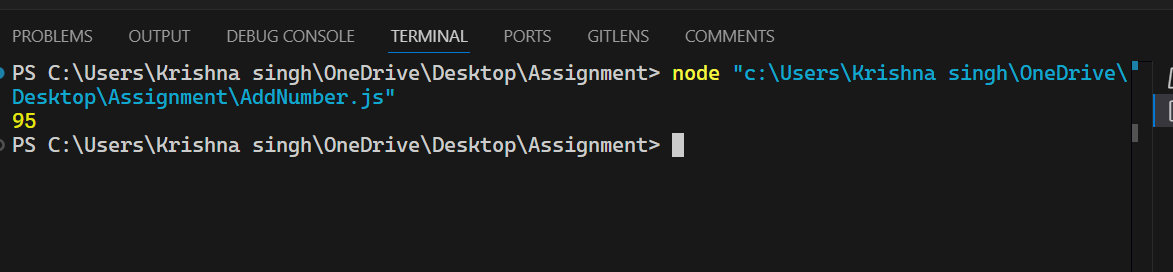 PROBLEMS OUTPUT DEBUG CONSOLE TERMINAL PORTS GITLENS COMMENTS
PS C:\Users\Krishna singh\OneDrive\Desktop\Assignment> node "c:\Users\Krishna singh\OneDrive\
Desktop\Assignment\AddNumber.js"
95
PS C:\Users\Krishna singh\OneDrive\Desktop\Assignment>